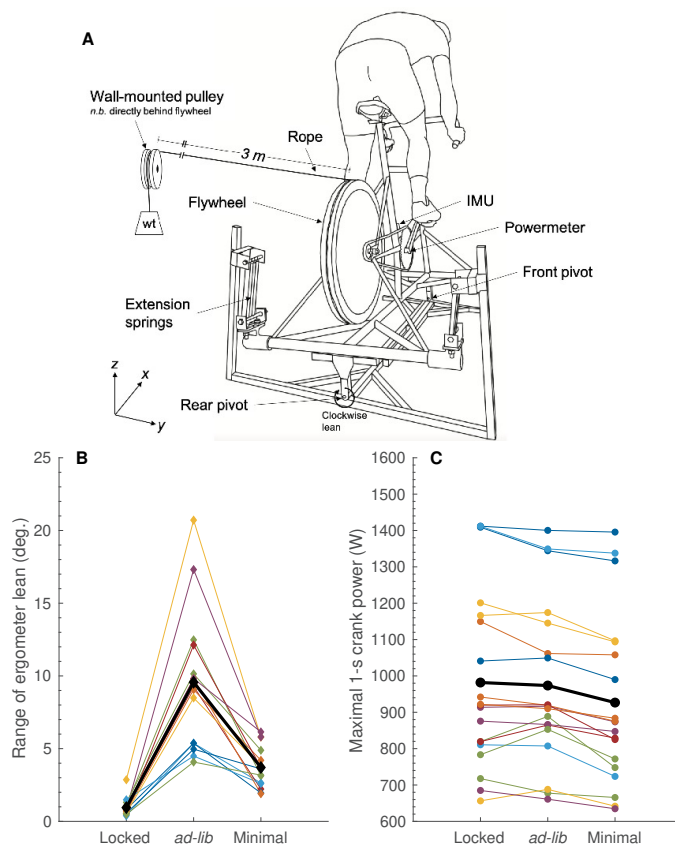 A
Wall-mounted pulley
n.b. directly behind flywheel
3 m
Rope
wt
Flywheel
IMU
Powermeter
Front pivot
Extension
springs
z
x
y
Rear pivot
Clockwise
lean
B
25
20
15
10
5
0
Range of ergometer lean (deg.)
Locked ad-lib Minimal
C
1600
1500
1400
1300
1200
1100
1000
900
800
700
600
Maximal 1-s crank power (W)
Locked ad-lib Minimal